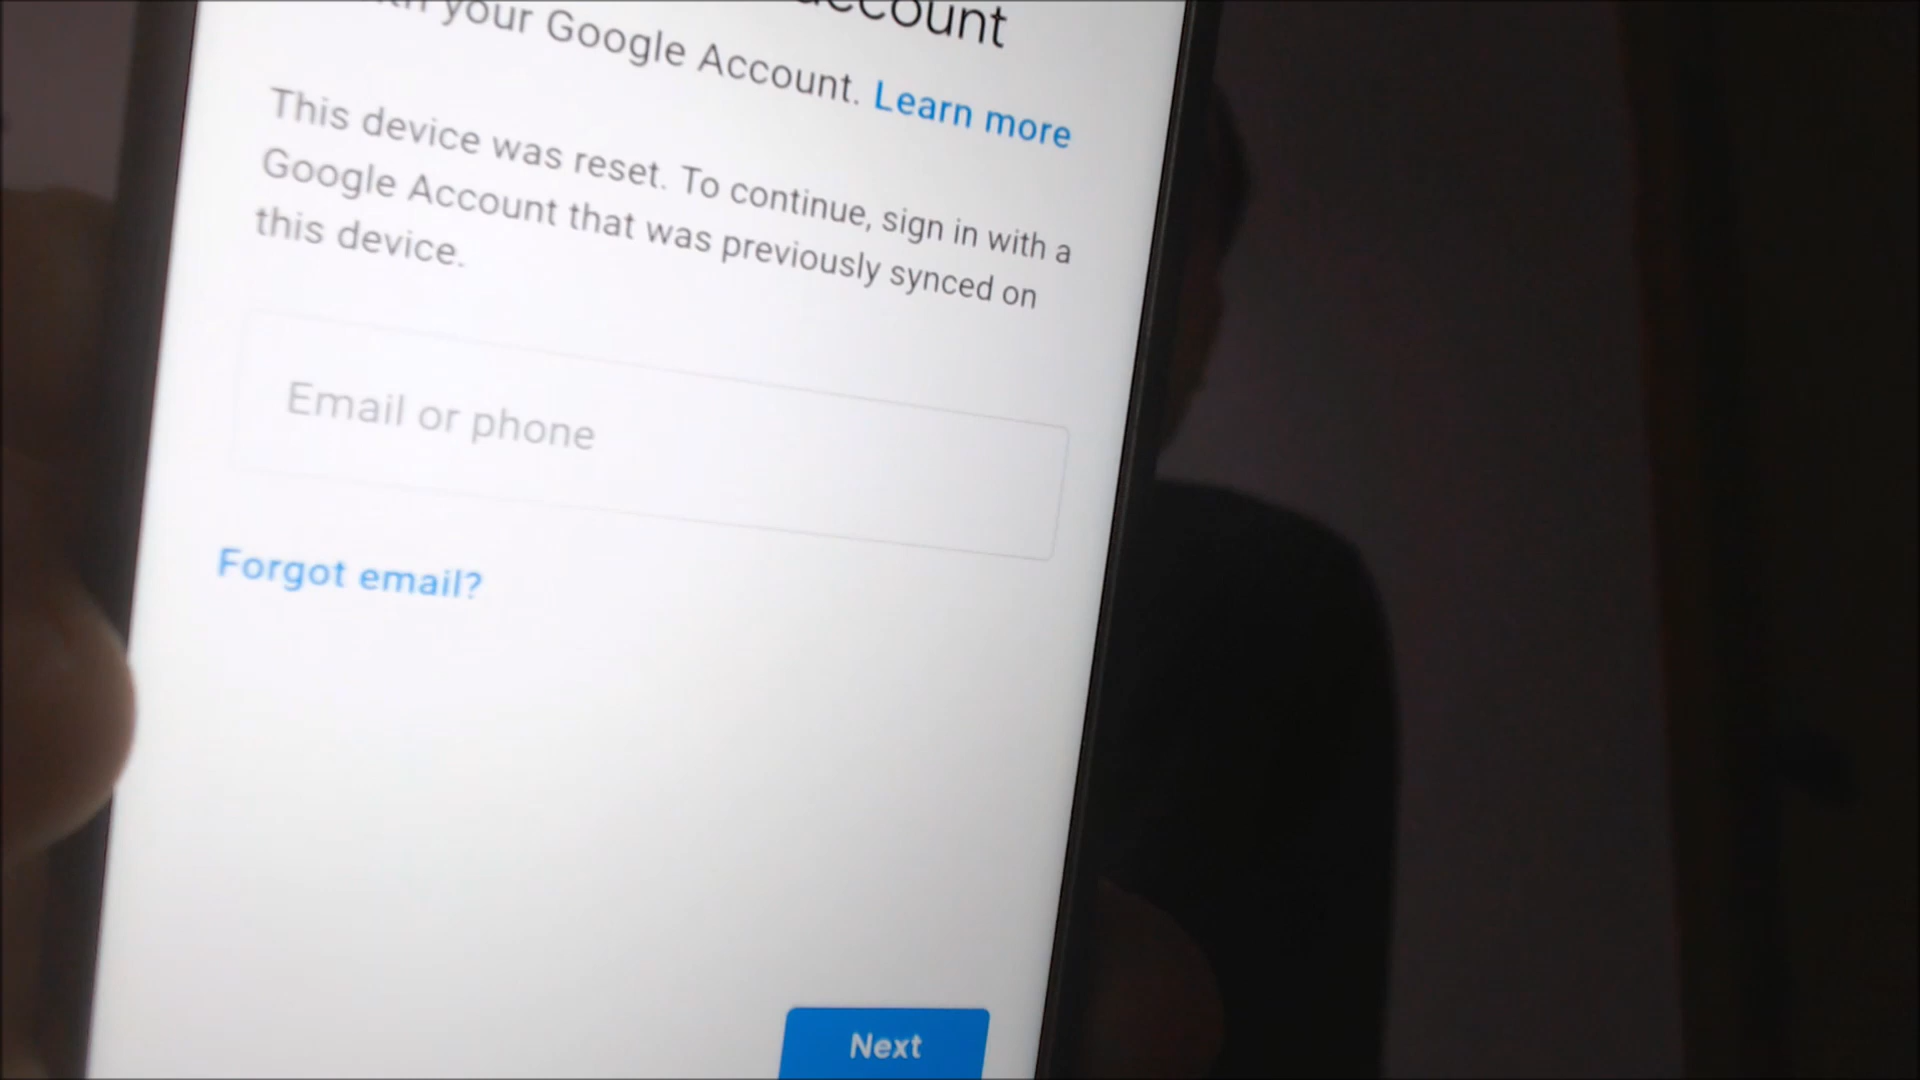 your Google Account. Learn more
This device was reset. To continue, sign in with a
Google Account that was previously synced on
this device.
Email or phone
Forgot email?
Next